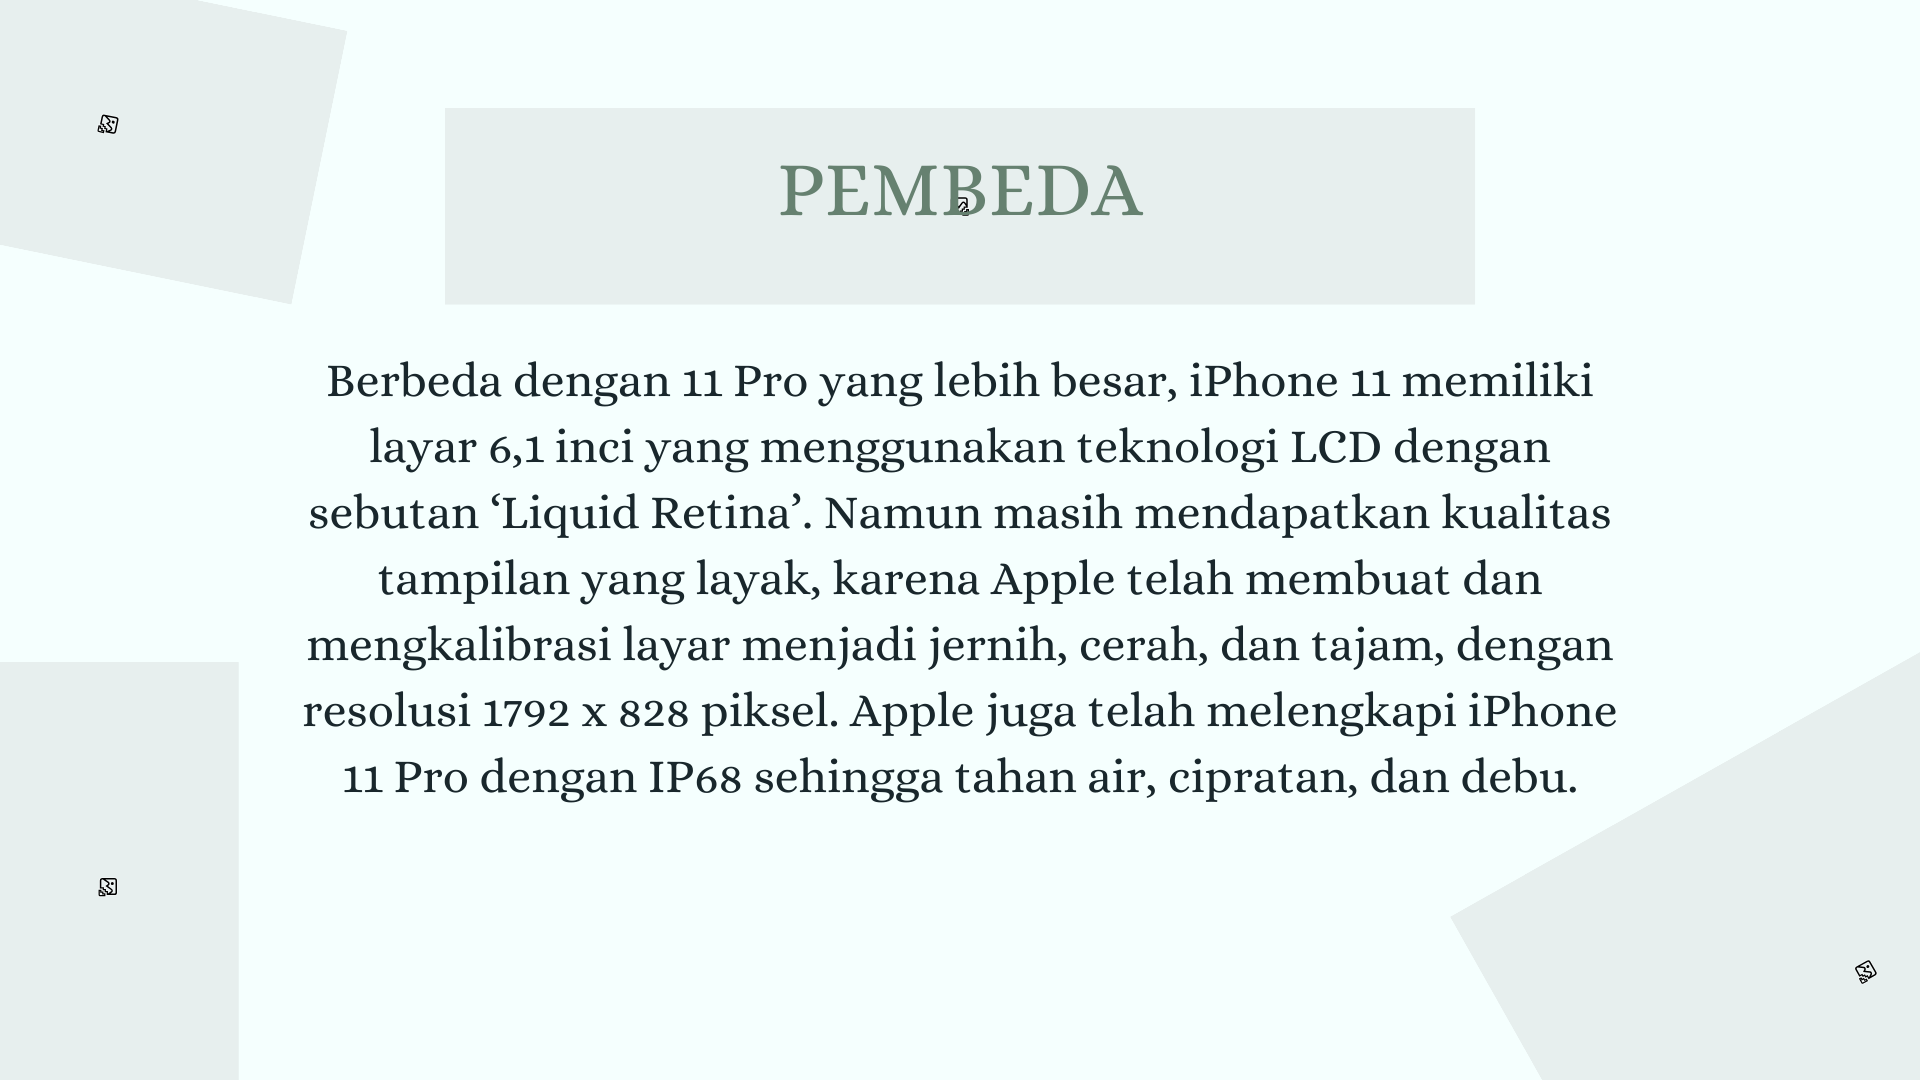 PEMBEDA
Berbeda dengan 11 Pro yang lebih besar, iPhone 11 memiliki
layar 6,1 inci yang menggunakan teknologi LCD dengan
sebutan ‘Liquid Retina’. Namun masih mendapatkan kualitas
tampilan yang layak, karena Apple telah membuat dan
mengkalibrasi layar menjadi jernih, cerah, dan tajam, dengan
resolusi 1792 x 828 piksel. Apple juga telah melengkapi iPhone
11 Pro dengan IP68 sehingga tahan air, cipratan, dan debu.